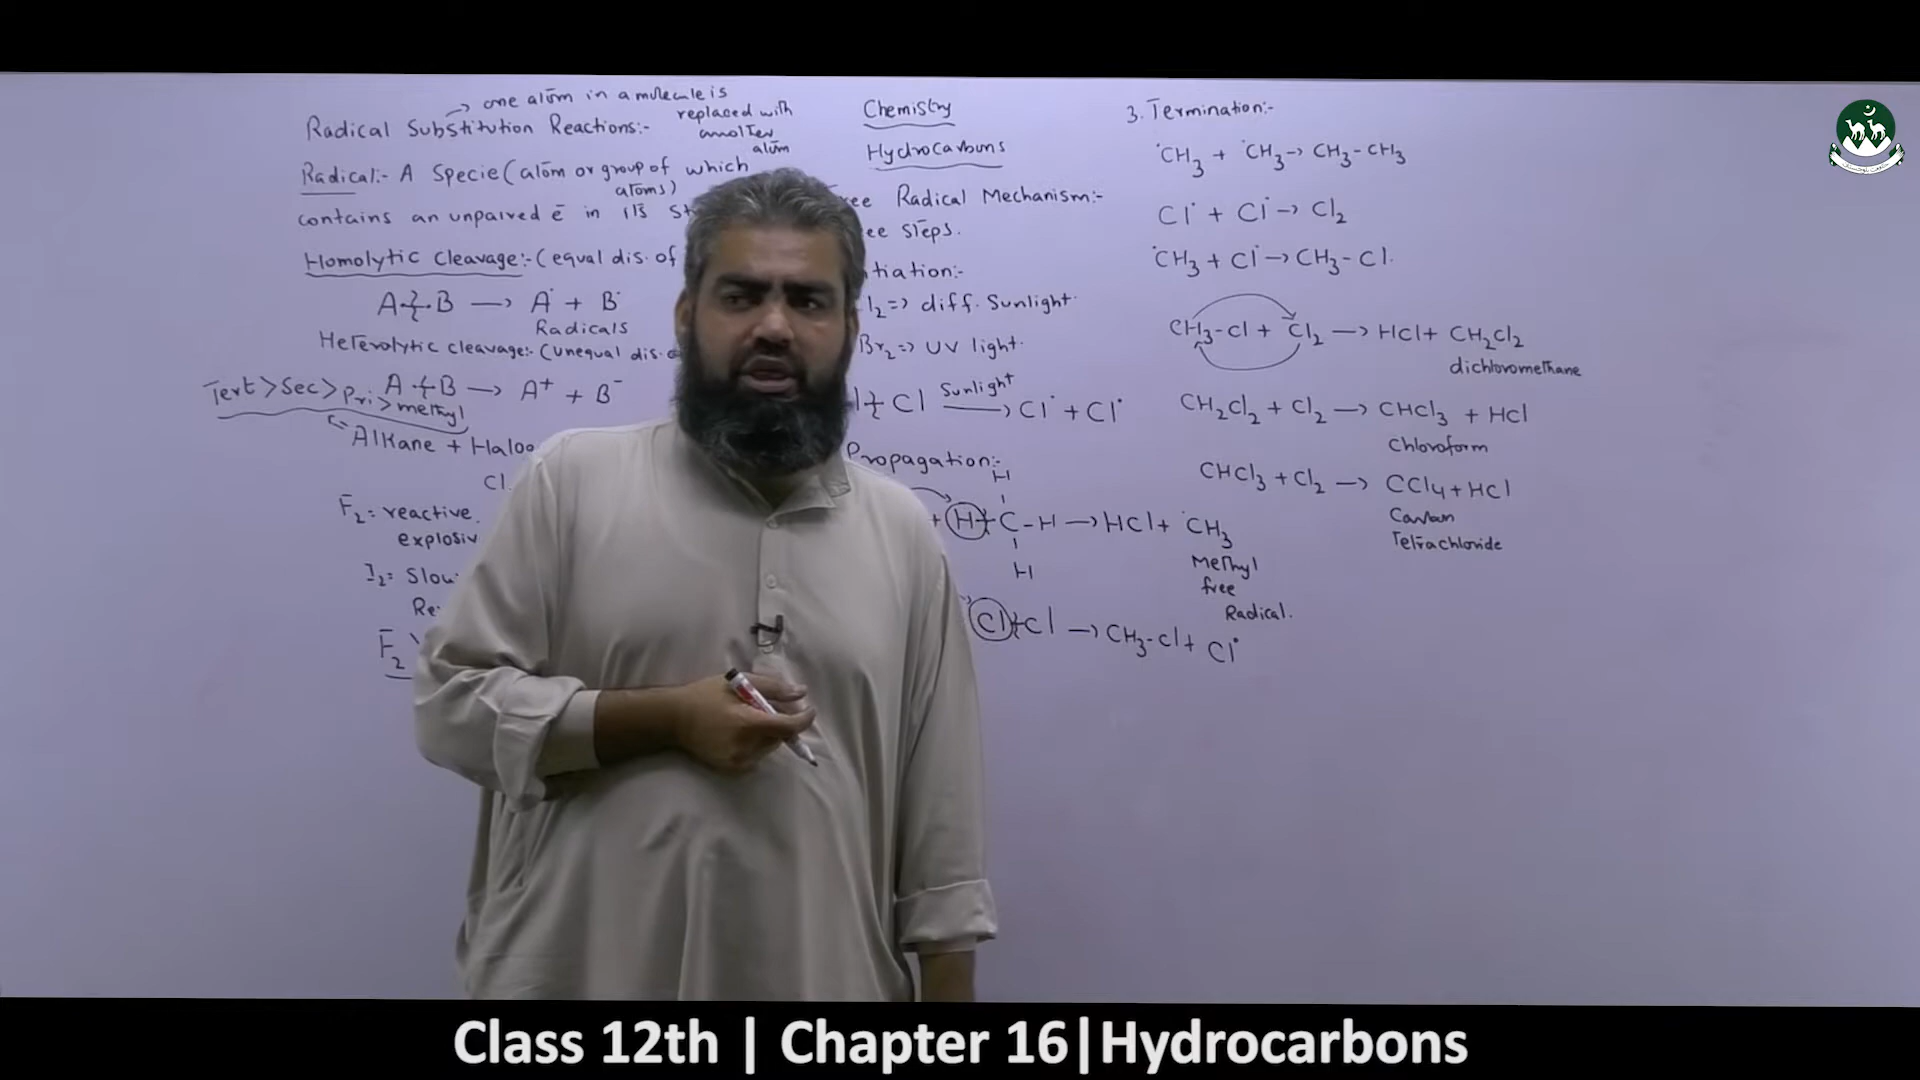 one atom in a molecule is
replaced with
another
atom
Radical Substitution Reactions:-
Radical:- A Specie (atom or group of which
atoms)
contains an unpaired ē in its
Homolytic Cleavage:- (equal dis. of
A·}·B → A˙ + B˙
Radicals
Heterolytic cleavage:- (unequal dis.
A }B → A⁺ + B⁻
Tert > Sec > Pri > methyl
Alkane + Halo
Cl.
F₂ = reactive
explosiv
I₂ = Slow
F₂
Chemistry
Hydrocarbons
Radical Mechanism:-
steps.
tiation:-
=> diff. Sunlight
Br₂ => UV light.
} Cl Sunlight → Cl˙ + Cl˙
Propagation:-
H
+ H } C - H → HCl + ˙CH₃
H
Methyl
free
Radical.
Cl } Cl → CH₃-Cl + Cl˙
3. Termination:-
˙CH₃ + ˙CH₃ → CH₃-CH₃
Cl˙ + Cl˙ → Cl₂
˙CH₃ + Cl˙ → CH₃-Cl.
CH₃-Cl + Cl₂ → HCl + CH₂Cl₂
dichloromethane
CH₂Cl₂ + Cl₂ → CHCl₃ + HCl
Chloroform
CHCl₃ + Cl₂ → CCl₄ + HCl
Carbon
Tetrachloride
Class 12th | Chapter 16|Hydrocarbons